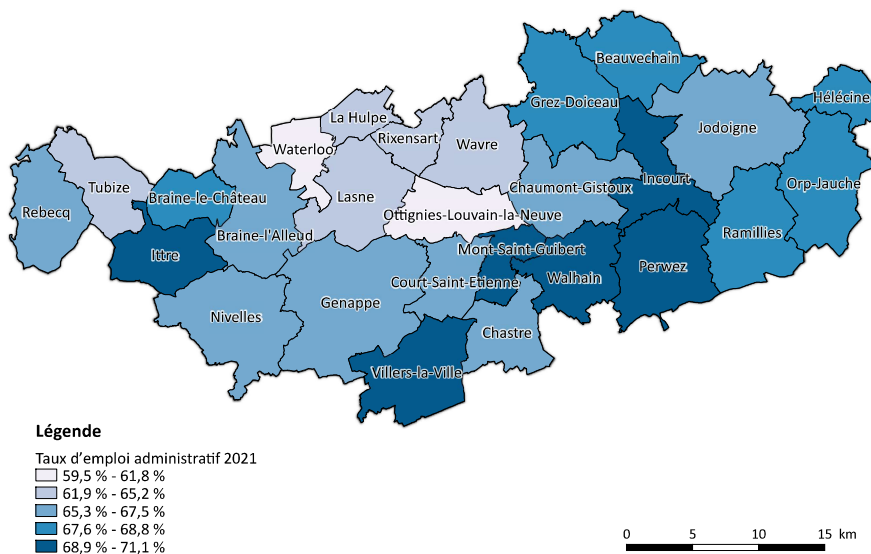 Beauvechain
Hélécine
Grez-Doiceau
La Hulpe
Jodoigne
Rixensart
Wavre
Waterloo
Incourt
Orp-Jauche
Tubize
Chaumont-Gistoux
Braine-le-Château
Lasne
Rebecq
Ottignies-Louvain-la-Neuve
Ramillies
Braine-l'Alleud
Mont-Saint-Guibert
Ittre
Perwez
Walhain
Court-Saint-Etienne
Genappe
Nivelles
Chastre
Villers-la-Ville
Légende
Taux d'emploi administratif 2021
59,5 % - 61,8 %
61,9 % - 65,2 %
65,3 % - 67,5 %
67,6 % - 68,8 %
68,9 % - 71,1 %
0 5 10 15 km